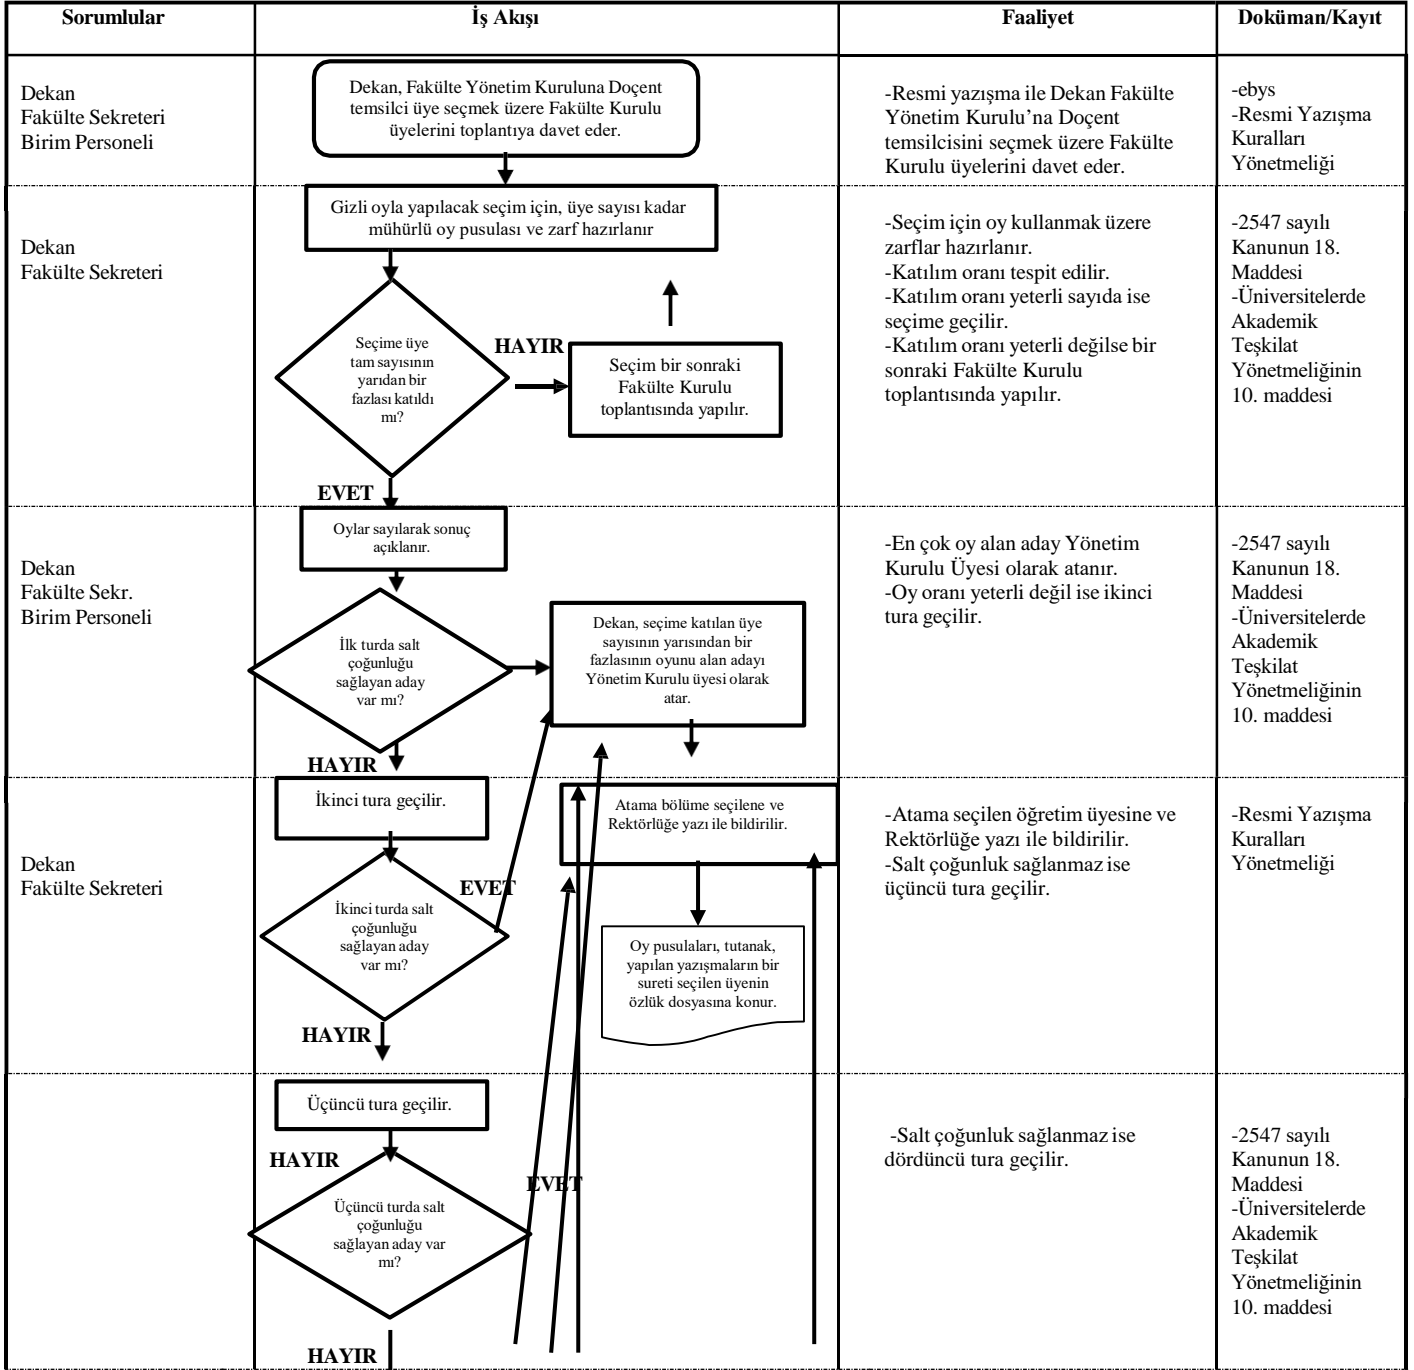 Sorumlular
İş Akışı
Faaliyet
Doküman/Kayıt
Dekan
Fakülte Sekreteri
Birim Personeli
Dekan, Fakülte Yönetim Kuruluna Doçent
temsilci üye seçmek üzere Fakülte Kurulu
üyelerini toplantıya davet eder.
-Resmi yazışma ile Dekan Fakülte
Yönetim Kurulu’na Doçent
temsilcisini seçmek üzere Fakülte
Kurulu üyelerini davet eder.
-ebys
-Resmi Yazışma
Kuralları
Yönetmeliği
Dekan
Fakülte Sekreteri
Gizli oyla yapılacak seçim için, üye sayısı kadar
mühürlü oy pusulası ve zarf hazırlanır
Seçime üye
tam sayısının
yarıdan bir
fazlası katıldı
mı?
HAYIR
Seçim bir sonraki
Fakülte Kurulu
toplantısında yapılır.
EVET
-Seçim için oy kullanmak üzere
zarflar hazırlanır.
-Katılım oranı tespit edilir.
-Katılım oranı yeterli sayıda ise
seçime geçilir.
-Katılım oranı yeterli değilse bir
sonraki Fakülte Kurulu
toplantısında yapılır.
-2547 sayılı
Kanunun 18.
Maddesi
-Üniversitelerde
Akademik
Teşkilat
Yönetmeliğinin
10. maddesi
Dekan
Fakülte Sekr.
Birim Personeli
Oylar sayılarak sonuç
açıklanır.
İlk turda salt
çoğunluğu
sağlayan aday
var mı?
Dekan, seçime katılan üye
sayısının yarısından bir
fazlasının oyunu alan adayı
Yönetim Kurulu üyesi olarak
atar.
HAYIR
-En çok oy alan aday Yönetim
Kurulu Üyesi olarak atanır.
-Oy oranı yeterli değil ise ikinci
tura geçilir.
-2547 sayılı
Kanunun 18.
Maddesi
-Üniversitelerde
Akademik
Teşkilat
Yönetmeliğinin
10. maddesi
Dekan
Fakülte Sekreteri
İkinci tura geçilir.
Atama bölüme seçilene ve
Rektörlüğe yazı ile bildirilir.
EVET
İkinci turda salt
çoğunluğu
sağlayan aday
var mı?
Oy pusulaları, tutanak,
yapılan yazışmaların bir
sureti seçilen üyenin
özlük dosyasına konur.
HAYIR
-Atama seçilen öğretim üyesine ve
Rektörlüğe yazı ile bildirilir.
-Salt çoğunluk sağlanmaz ise
üçüncü tura geçilir.
-Resmi Yazışma
Kuralları
Yönetmeliği
Üçüncü tura geçilir.
HAYIR
EVET
Üçüncü turda salt
çoğunluğu
sağlayan aday var
mı?
HAYIR
-Salt çoğunluk sağlanmaz ise
dördüncü tura geçilir.
-2547 sayılı
Kanunun 18.
Maddesi
-Üniversitelerde
Akademik
Teşkilat
Yönetmeliğinin
10. maddesi